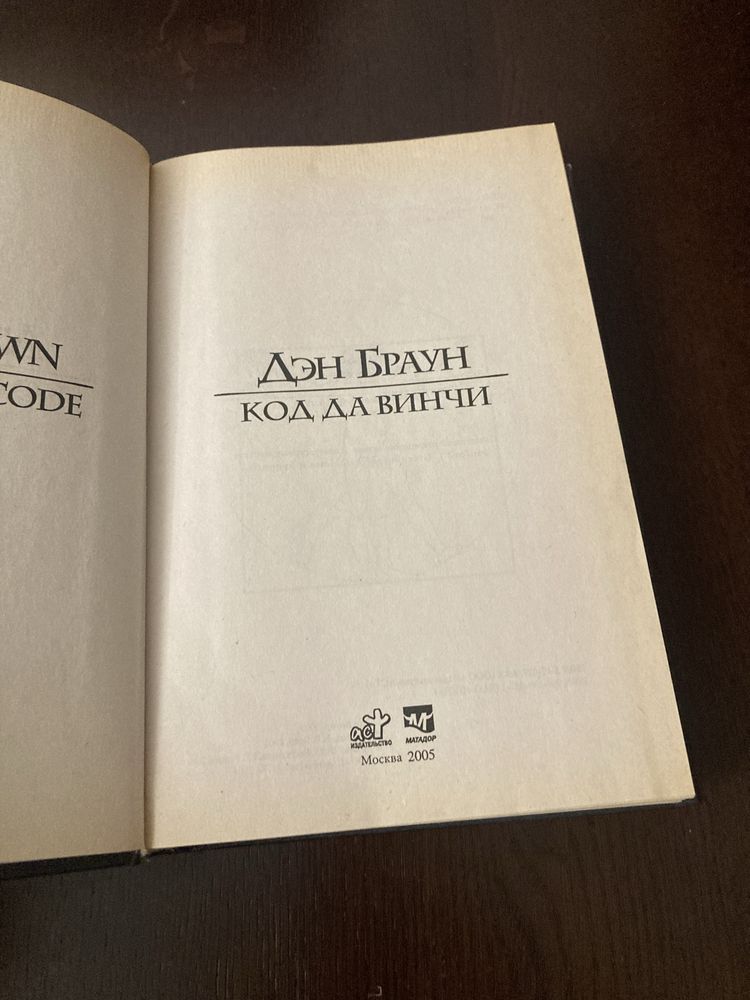 WN
CODE
Дэн Браун
КОД ДА ВИНЧИ
аст
ИЗДАТЕЛЬСТВО
МАТАДОР
Москва 2005